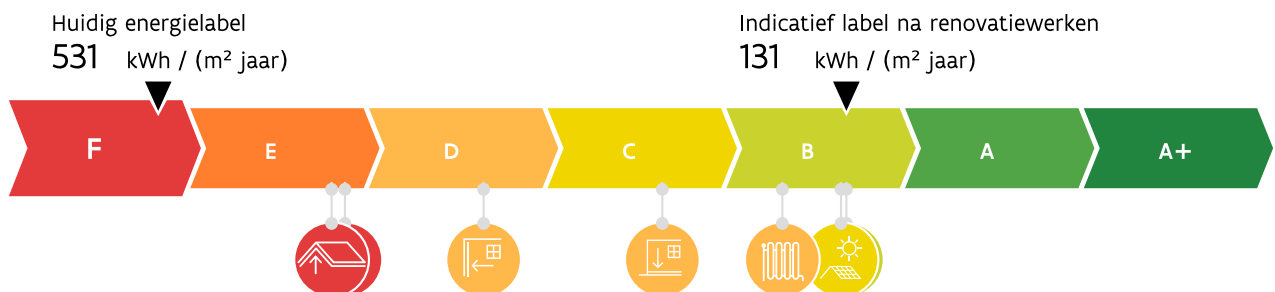 Huidig energielabel
531 kWh / (m² jaar)
Indicatief label na renovatiewerken
131 kWh / (m² jaar)
F E D C B A A+